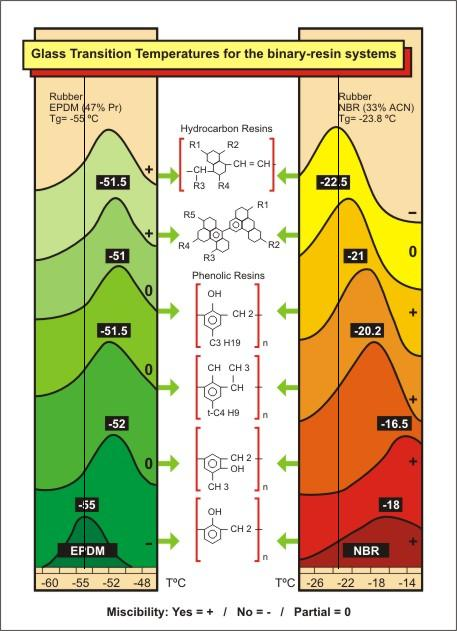 Glass Transition Temperatures for the binary-resin systems
Rubber
EPDM (47% Pr)
Tg= -55 ºC
Rubber
NBR (33% ACN)
Tg= -23.8 ºC
Hydrocarbon Resins
R1 R2
CH = CH
CH
R3 R4
+
-51.5
-22.5
−
R5 R1
R4 R2
R3
+
-51
-21
0
Phenolic Resins
OH
CH 2
C3 H19
n
0
-51.5
-20.2
+
CH CH 3
CH
CH
t-C4 H9
n
0
-52
-16.5
+
CH 2
OH
CH 3
n
0
-55
-18
+
OH
CH 2
n
−
EPDM
NBR
+
-60 -55 -52 -48 TºC
TºC -26 -22 -18 -14
Miscibility: Yes = + / No = - / Partial = 0